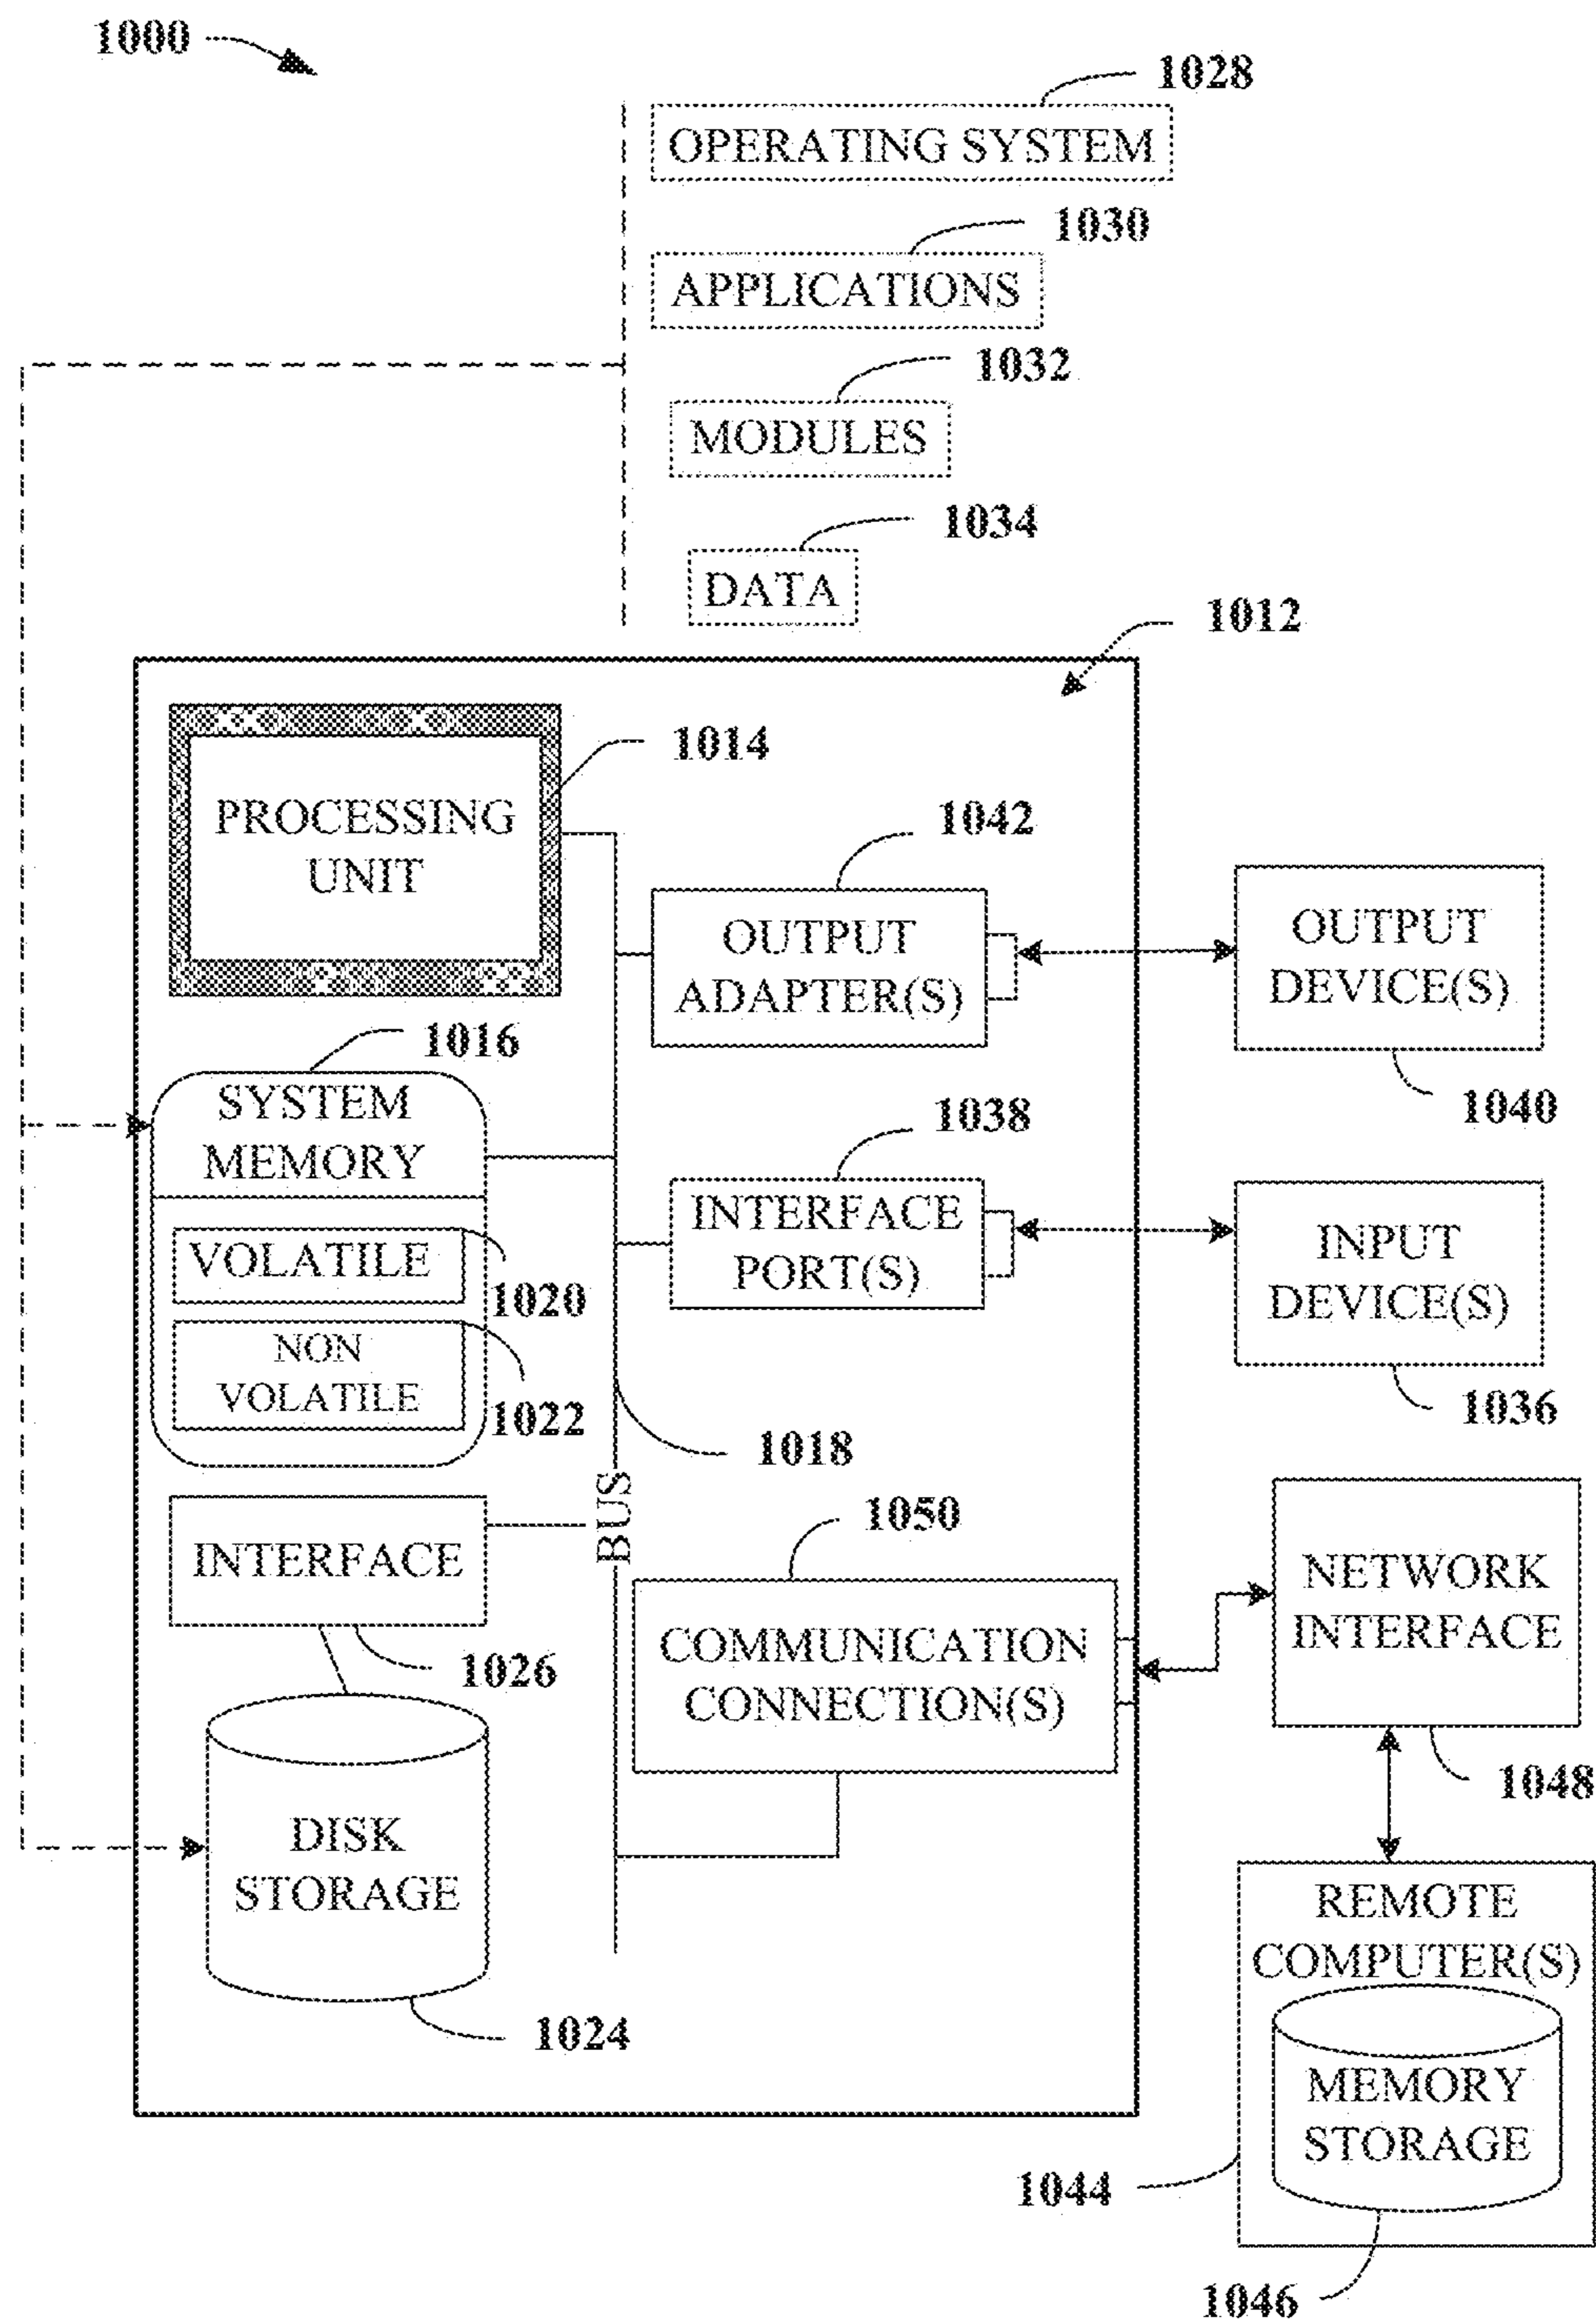 1000
1028
OPERATING SYSTEM
1030
APPLICATIONS
1032
MODULES
1034
DATA
1012
1014
PROCESSING
UNIT
1042
OUTPUT
ADAPTER(S)
OUTPUT
DEVICE(S)
1040
1016
SYSTEM
MEMORY
VOLATILE
1020
NON
VOLATILE
1022
1038
INTERFACE
PORT(S)
INPUT
DEVICE(S)
1036
1018
BUS
INTERFACE
1026
1050
COMMUNICATION
CONNECTION(S)
NETWORK
INTERFACE
1048
DISK
STORAGE
1024
REMOTE
COMPUTER(S)
MEMORY
STORAGE
1044
1046